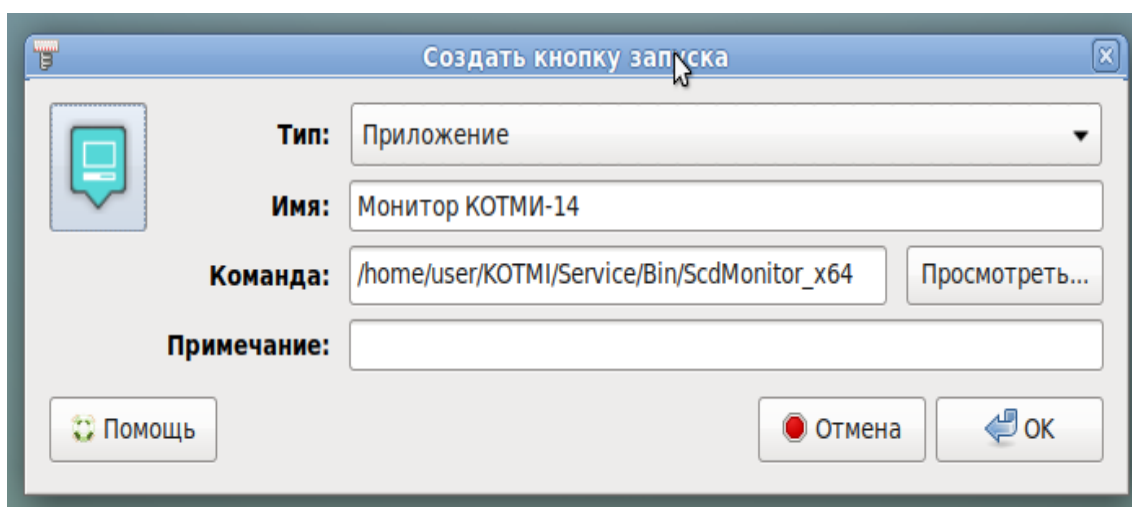 Создать кнопку запуска
Тип: Приложение
Имя: Монитор КОТМИ-14
Команда: /home/user/KOTMI/Service/Bin/ScdMonitor_x64 Просмотреть...
Примечание:
Помощь Отмена OK